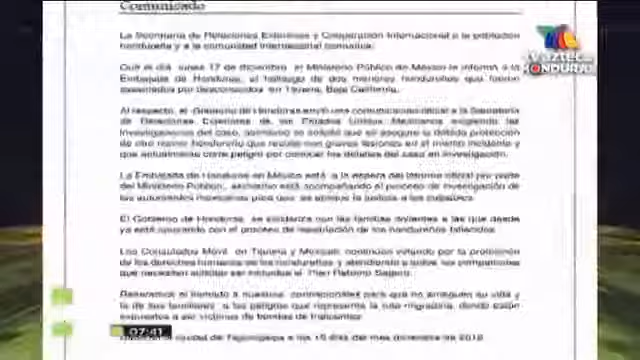 Comunicado
La Secretaría de Relaciones Exteriores y Cooperación Internacional a la población
hondureña y a la comunidad internacional comunica:
Que el día lunes 17 de diciembre el Ministerio Público de México le informó a la
Embajada de Honduras, el hallazgo de dos menores hondureños que fueron
asesinados por desconocidos en Tijuana, Baja California.
Al respecto, el Gobierno de Honduras envió una comunicación oficial a la Secretaría
de Relaciones Exteriores de los Estados Unidos Mexicanos exigiendo las
investigaciones del caso, asimismo se solicitó que se asegure la debida protección
de otro menor hondureño que resultó con graves lesiones en el mismo incidente y
que actualmente corre peligro por conocer los detalles del caso en investigación.
La Embajada de Honduras en México está a la espera del informe oficial por parte
del Ministerio Público, asimismo está acompañando el proceso de investigación de
las autoridades mexicanas para que se aplique la justicia a los culpables.
El Gobierno de Honduras se solidariza con las familias dolientes a las que desde
ya está apoyando con el proceso de repatriación de los hondureños fallecidos.
Los Consulados Móvil en Tijuana y Mexicali, continúan velando por la protección
de los derechos humanos de los hondureños y atendiendo a todos los compatriotas
que necesiten auxilio
Reiteramos el llamado a nuestros connacionales para que no arriesguen su vida y
la de sus familiares a los peligros que representa la ruta migratoria, donde están
expuestos a ser víctimas de bandas de traficantes.
ciudad de Tegucigalpa a los 18 días del mes diciembre de 2018
TV AZTECA
HONDURAS
07:41